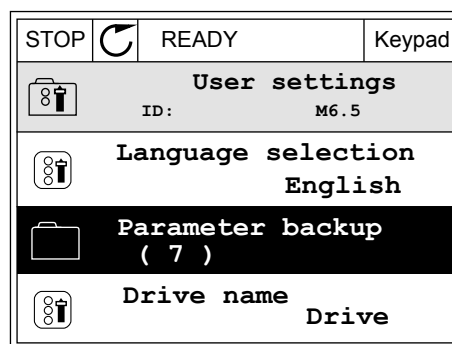 STOP READY Keypad
User settings
ID: M6.5
Language selection
English
Parameter backup
( 7 )
Drive name
Drive